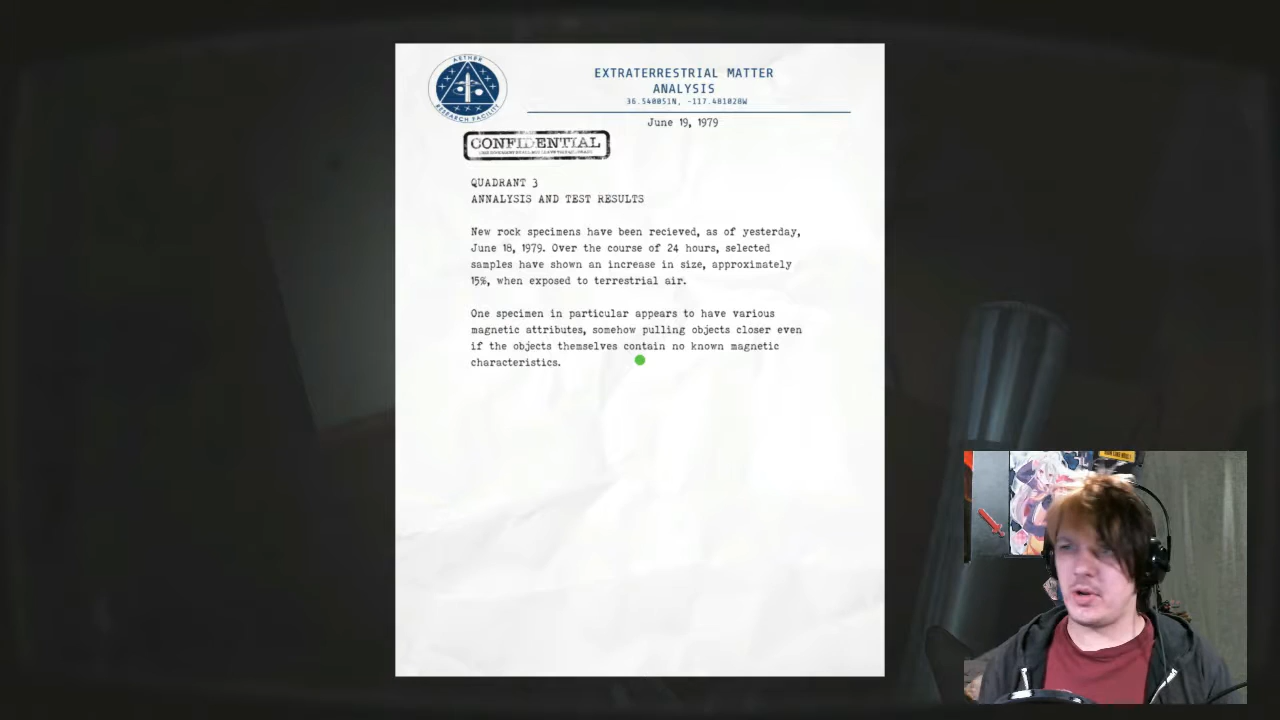 AETHER
RESEARCH FACILITY
EXTRATERRESTRIAL MATTER
ANALYSIS
36.540051N, -117.481028W
June 19, 1979
CONFIDENTIAL
QUADRANT 3
ANNALYSIS AND TEST RESULTS
New rock specimens have been recieved, as of yesterday,
June 18, 1979. Over the course of 24 hours, selected
samples have shown an increase in size, approximately
15%, when exposed to terrestrial air.
One specimen in particular appears to have various
magnetic attributes, somehow pulling objects closer even
if the objects themselves contain no known magnetic
characteristics.